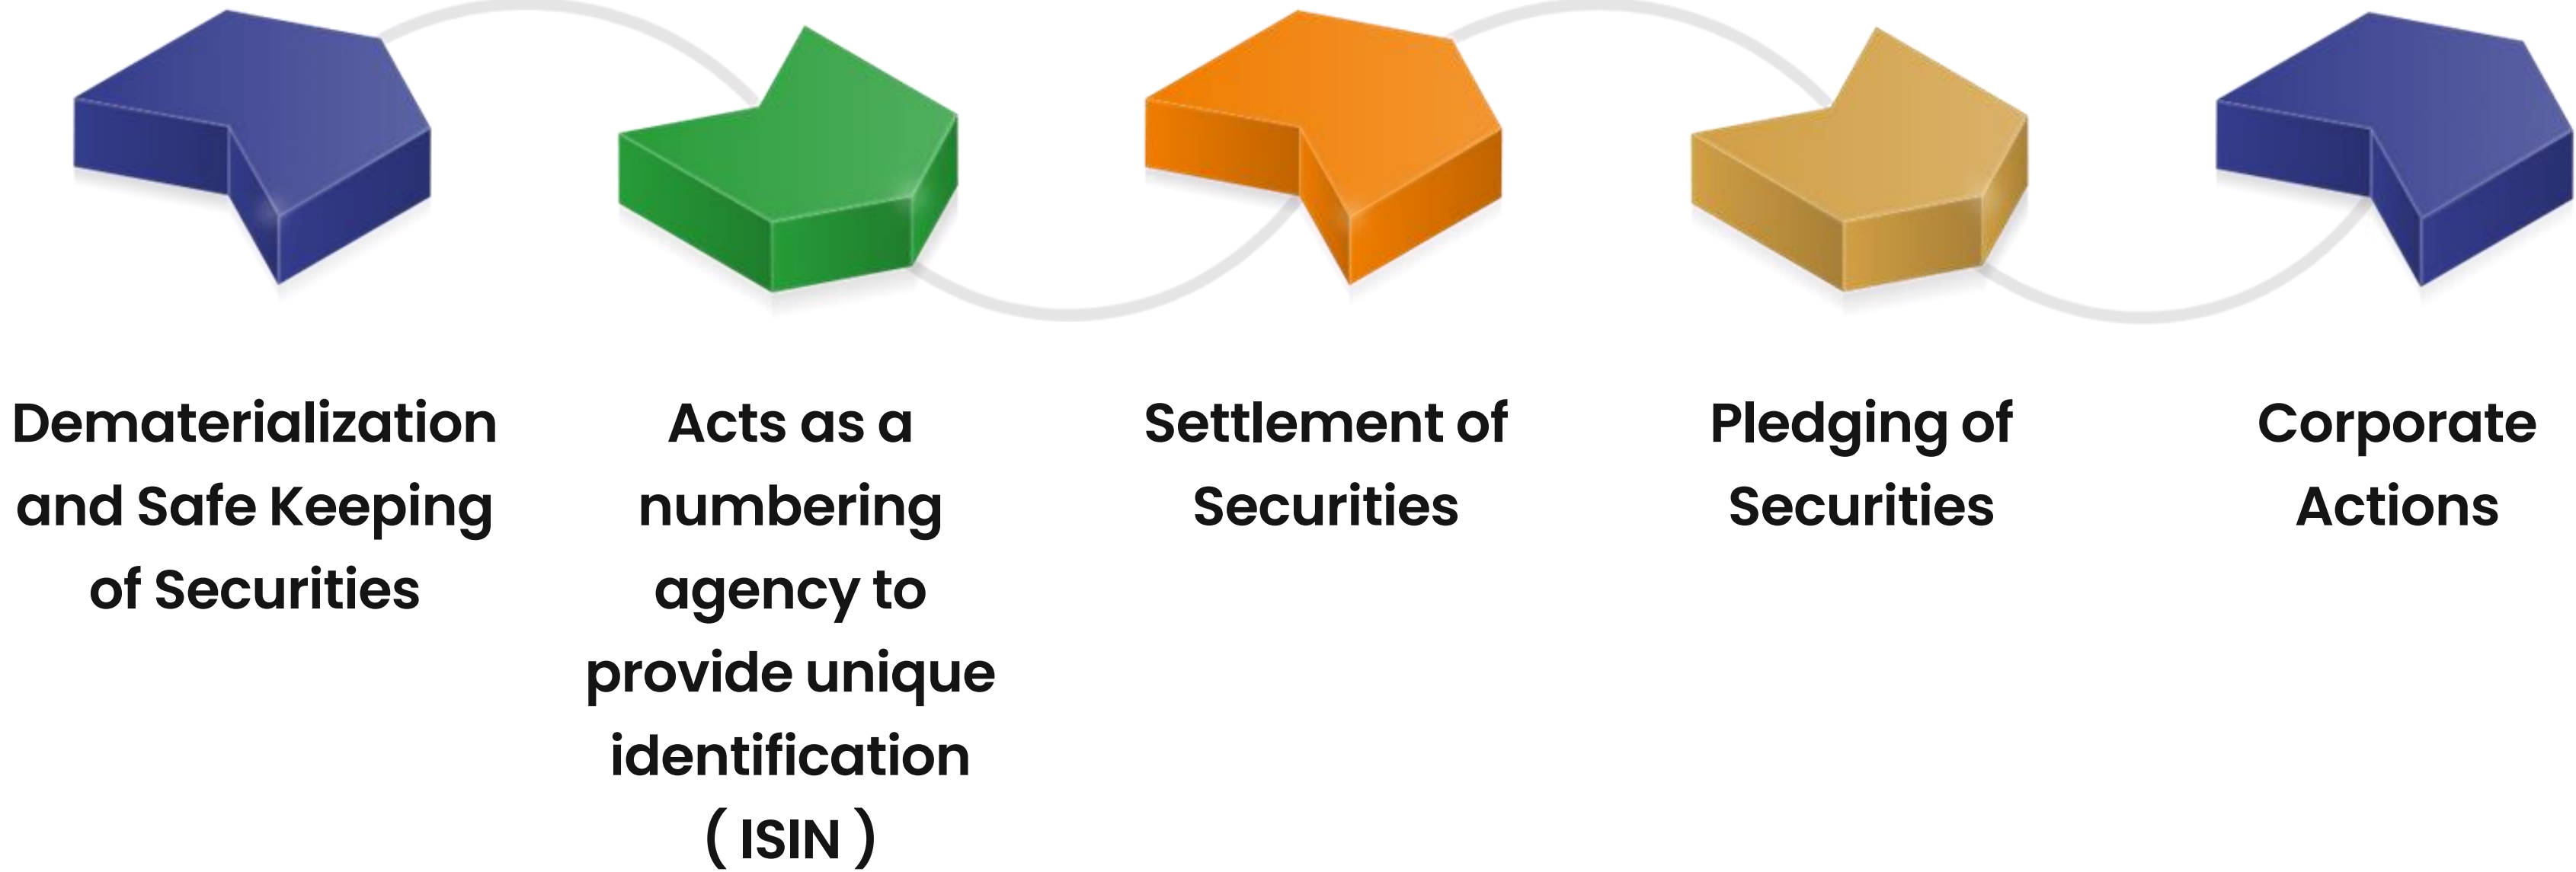 Dematerialization
and Safe Keeping
of Securities
Acts as a
numbering
agency to
provide unique
identification
( ISIN )
Settlement of
Securities
Pledging of
Securities
Corporate
Actions